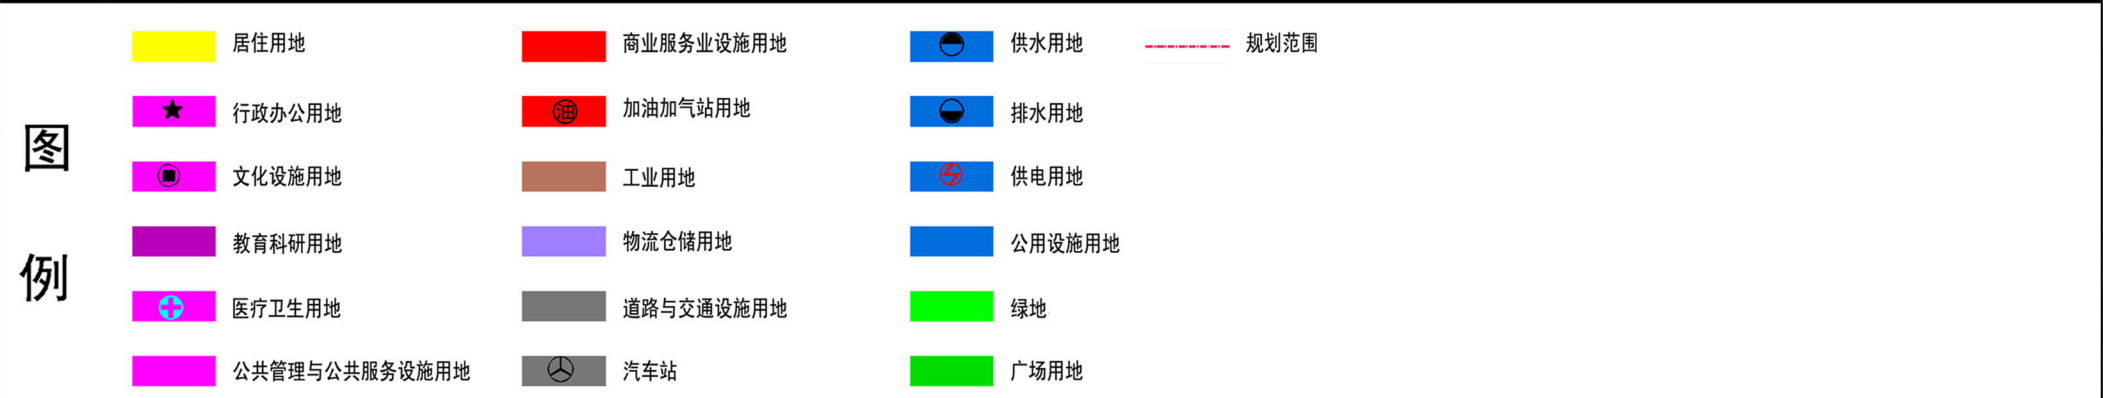 图例
居住用地
行政办公用地
文化设施用地
教育科研用地
医疗卫生用地
公共管理与公共服务设施用地
商业服务业设施用地
油
加油加气站用地
工业用地
物流仓储用地
道路与交通设施用地
汽车站
供水用地
排水用地
供电用地
公用设施用地
绿地
广场用地
规划范围